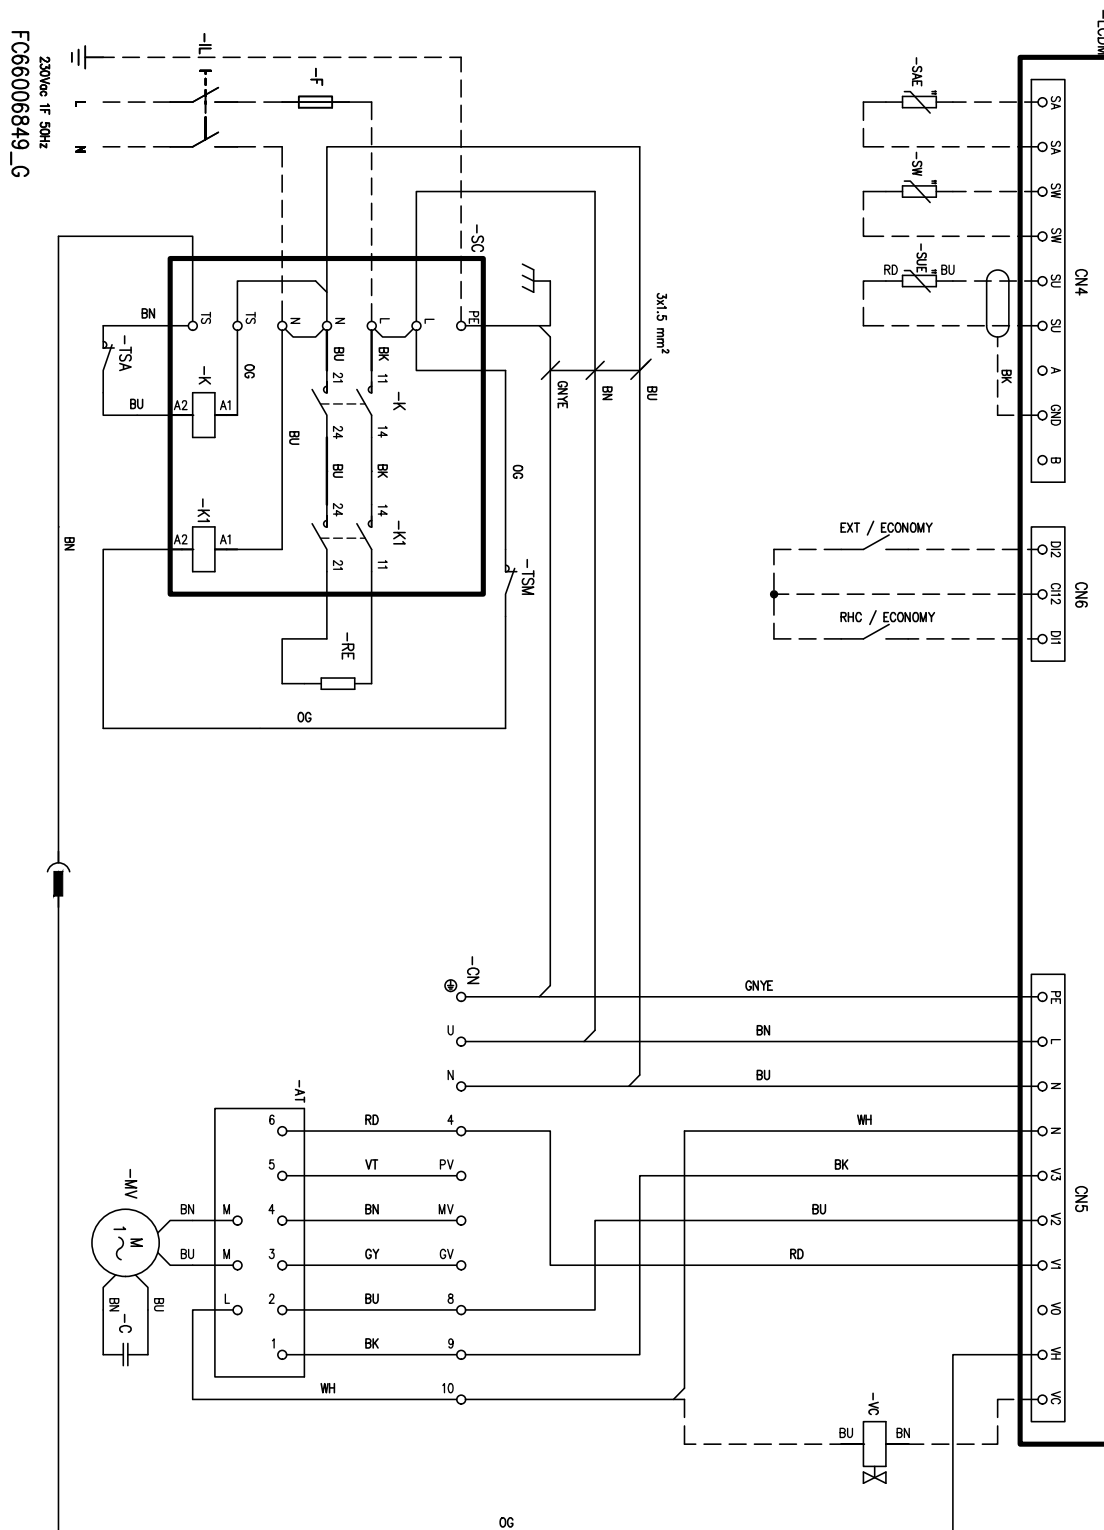 -ECDM
-SAE
SA
SA
-SW
SW
SW
-SUE
RD
BU
SU
SU
CN4
A
BK
GND
B
EXT / ECONOMY
DI2
CI12
CN6
RHC / ECONOMY
DI1
FC66006849_G
230Vac 1F 50Hz
L
N
-IL
-F
-SC
TS
TS
N
N
L
L
PE
3x1.5 mm²
GNYE
BN
BU
BN
-TSA
BU
-K
A2
A1
OG
BU
BU
21
BK
11
-K
24
14
BU
BK
24
14
-K1
21
11
-K1
A2
A1
OG
-TSM
-RE
OG
BN
-CN
GNYE
PE
U
BN
L
N
BU
N
-AT
6
RD
4
WH
N
5
VT
PV
BK
V3
CN5
-MV
BN
M
4
BN
MV
BU
V2
M
1
BU
M
3
GY
GV
RD
V1
BN
-C
BU
L
2
BU
8
V0
1
BK
9
VH
WH
10
-VC
VC
BU
BN
OG